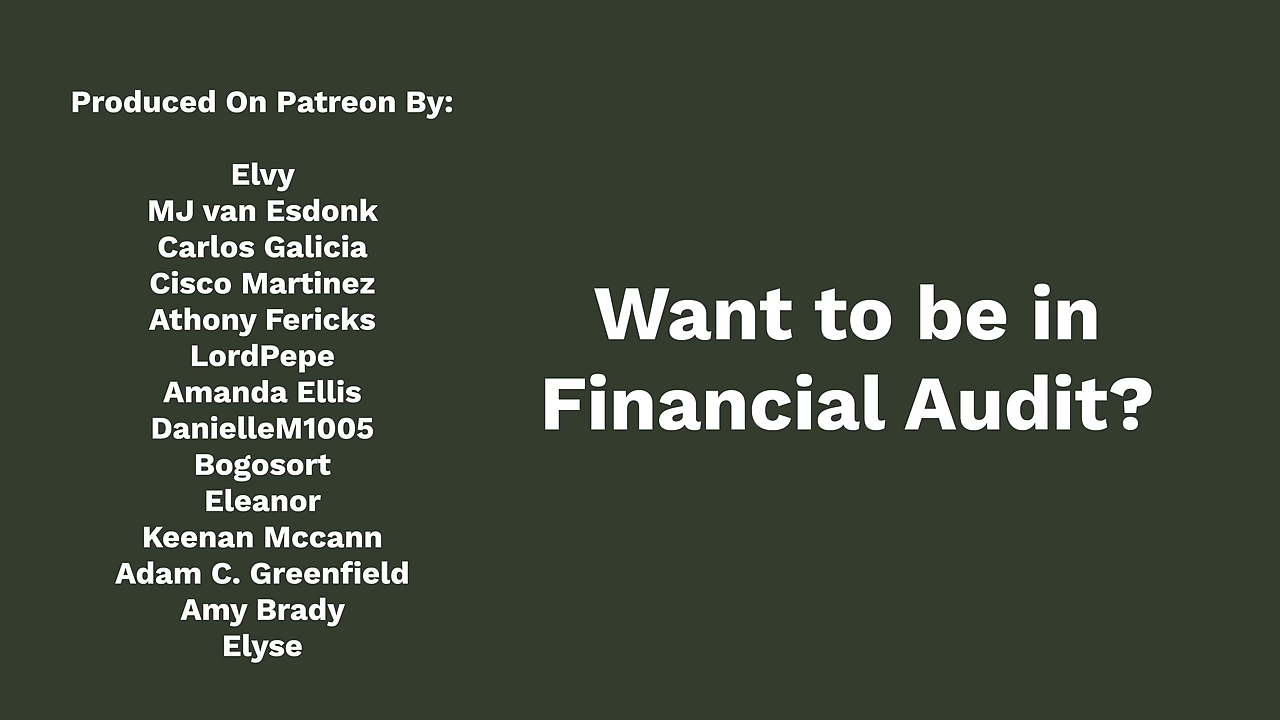 Produced On Patreon By:
Elvy
MJ van Esdonk
Carlos Galicia
Cisco Martinez
Athony Fericks
LordPepe
Amanda Ellis
DanielleM1005
Bogosort
Eleanor
Keenan Mccann
Adam C. Greenfield
Amy Brady
Elyse
Want to be in
Financial Audit?